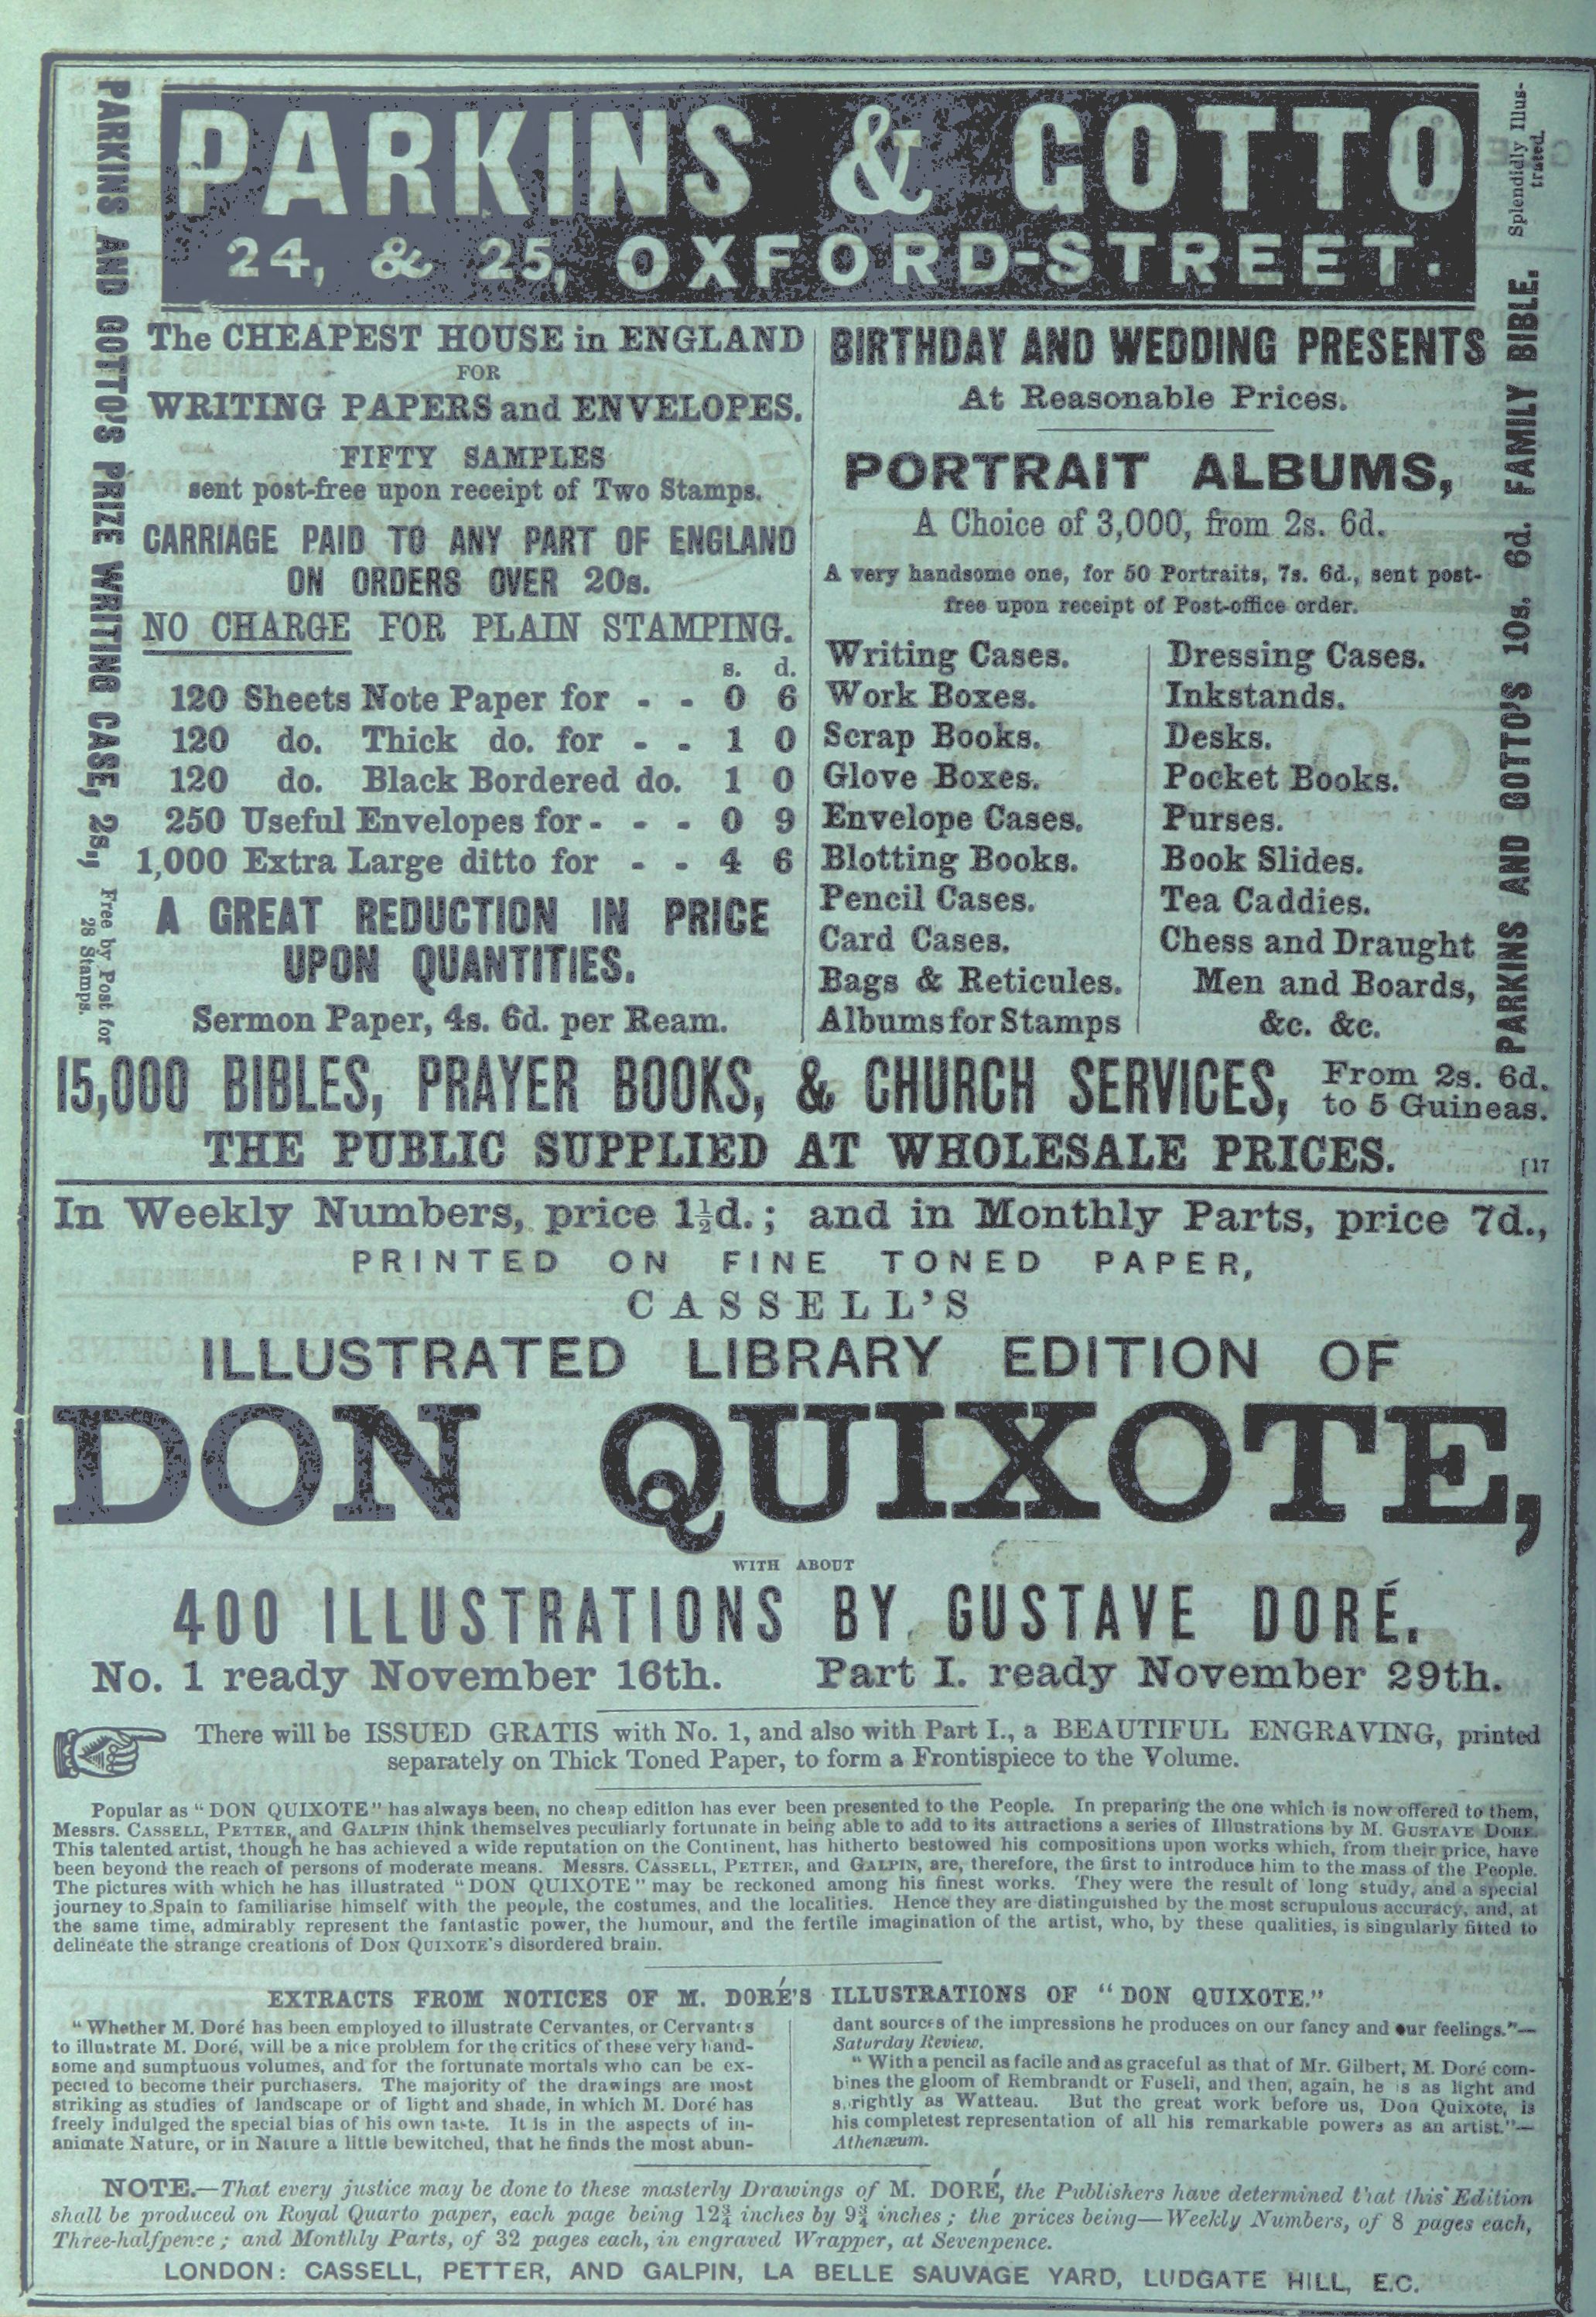 PARKINS & GOTTO
24, & 25, OXFORD-STREET.
PARKINS AND GOTTO'S PRIZE WRITING CASE, 2s., Free by Post for
28 Stamps.
The CHEAPEST HOUSE in ENGLAND
FOR
WRITING PAPERS and ENVELOPES.
FIFTY SAMPLES
sent post-free upon receipt of Two Stamps.
CARRIAGE PAID TO ANY PART OF ENGLAND
ON ORDERS OVER 20s.
NO CHARGE FOR PLAIN STAMPING.
s. d.
120 Sheets Note Paper for - - 0 6
120 do. Thick do. for - - 1 0
120 do. Black Bordered do. 1 0
250 Useful Envelopes for - - - 0 9
1,000 Extra Large ditto for - - 4 6
A GREAT REDUCTION IN PRICE
UPON QUANTITIES.
Sermon Paper, 4s. 6d. per Ream.
BIRTHDAY AND WEDDING PRESENTS
At Reasonable Prices.
PORTRAIT ALBUMS,
A Choice of 3,000, from 2s. 6d.
A very handsome one, for 50 Portraits, 7s. 6d., sent post-
free upon receipt of Post-office order.
Writing Cases.
Work Boxes.
Scrap Books.
Glove Boxes.
Envelope Cases.
Blotting Books.
Pencil Cases.
Card Cases.
Bags & Reticules.
Albums for Stamps
Dressing Cases.
Inkstands.
Desks.
Pocket Books.
Purses.
Book Slides.
Tea Caddies.
Chess and Draught
Men and Boards,
&c. &c.
PARKINS AND GOTTO'S 10s. 6d. FAMILY BIBLE. Splendidly Illus-
trated.
15,000 BIBLES, PRAYER BOOKS, & CHURCH SERVICES, From 2s. 6d.
to 5 Guineas.
THE PUBLIC SUPPLIED AT WHOLESALE PRICES. [17
In Weekly Numbers, price 1½d.; and in Monthly Parts, price 7d.,
PRINTED ON FINE TONED PAPER,
CASSELL'S
ILLUSTRATED LIBRARY EDITION OF
DON QUIXOTE,
WITH ABOUT
400 ILLUSTRATIONS BY GUSTAVE DORÉ.
No. 1 ready November 16th. Part I. ready November 29th.
There will be ISSUED GRATIS with No. 1, and also with Part I., a BEAUTIFUL ENGRAVING, printed
separately on Thick Toned Paper, to form a Frontispiece to the Volume.
Popular as "DON QUIXOTE" has always been, no cheap edition has ever been presented to the People. In preparing the one which is now offered to them,
Messrs. CASSELL, PETTER, and GALPIN think themselves peculiarly fortunate in being able to add to its attractions a series of Illustrations by M. GUSTAVE DORE.
This talented artist, though he has achieved a wide reputation on the Continent, has hitherto bestowed his compositions upon works which, from their price, have
been beyond the reach of persons of moderate means. Messrs. CASSELL, PETTER, and GALPIN, are, therefore, the first to introduce him to the mass of the People.
The pictures with which he has illustrated "DON QUIXOTE" may be reckoned among his finest works. They were the result of long study, and a special
journey to Spain to familiarise himself with the people, the costumes, and the localities. Hence they are distinguished by the most scrupulous accuracy, and, at
the same time, admirably represent the fantastic power, the humour, and the fertile imagination of the artist, who, by these qualities, is singularly fitted to
delineate the strange creations of DON QUIXOTE'S disordered brain.
EXTRACTS FROM NOTICES OF M. DORÉ'S ILLUSTRATIONS OF "DON QUIXOTE."
"Whether M. Doré has been employed to illustrate Cervantes, or Cervantes
to illustrate M. Doré, will be a nice problem for the critics of these very hand-
some and sumptuous volumes, and for the fortunate mortals who can be ex-
pected to become their purchasers. The majority of the drawings are most
striking as studies of landscape or of light and shade, in which M. Doré has
freely indulged the special bias of his own taste. It is in the aspects of in-
animate Nature, or in Nature a little bewitched, that he finds the most abun-
dant sources of the impressions he produces on our fancy and our feelings."—
Saturday Review.
"With a pencil as facile and as graceful as that of Mr. Gilbert, M. Doré com-
bines the gloom of Rembrandt or Fuseli, and then, again, he is as light and
sprightly as Watteau. But the great work before us, Don Quixote, is
his completest representation of all his remarkable powers as an artist."—
Athenæum.
NOTE.—That every justice may be done to these masterly Drawings of M. DORÉ, the Publishers have determined that this Edition
shall be produced on Royal Quarto paper, each page being 12¾ inches by 9¾ inches; the prices being—Weekly Numbers, of 8 pages each,
Three-halfpence; and Monthly Parts, of 32 pages each, in engraved Wrapper, at Sevenpence.
LONDON: CASSELL, PETTER, AND GALPIN, LA BELLE SAUVAGE YARD, LUDGATE HILL, E.C.